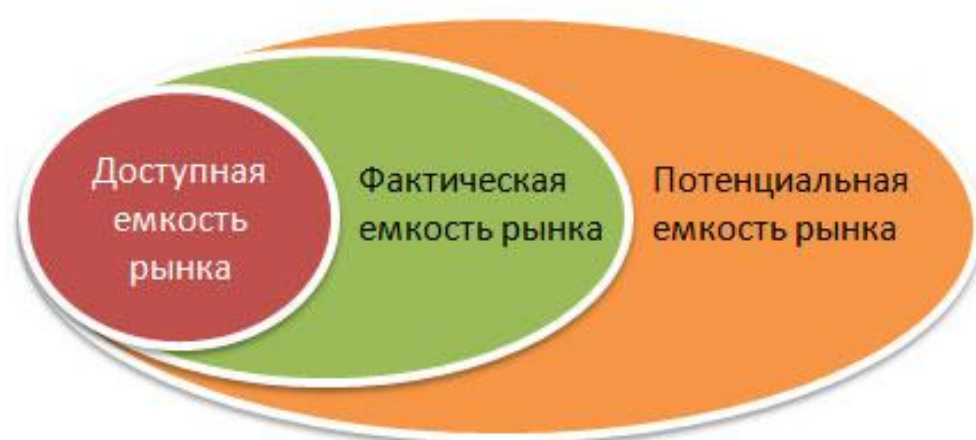 Доступная
емкость
рынка
Фактическая
емкость рынка
Потенциальная
емкость рынка